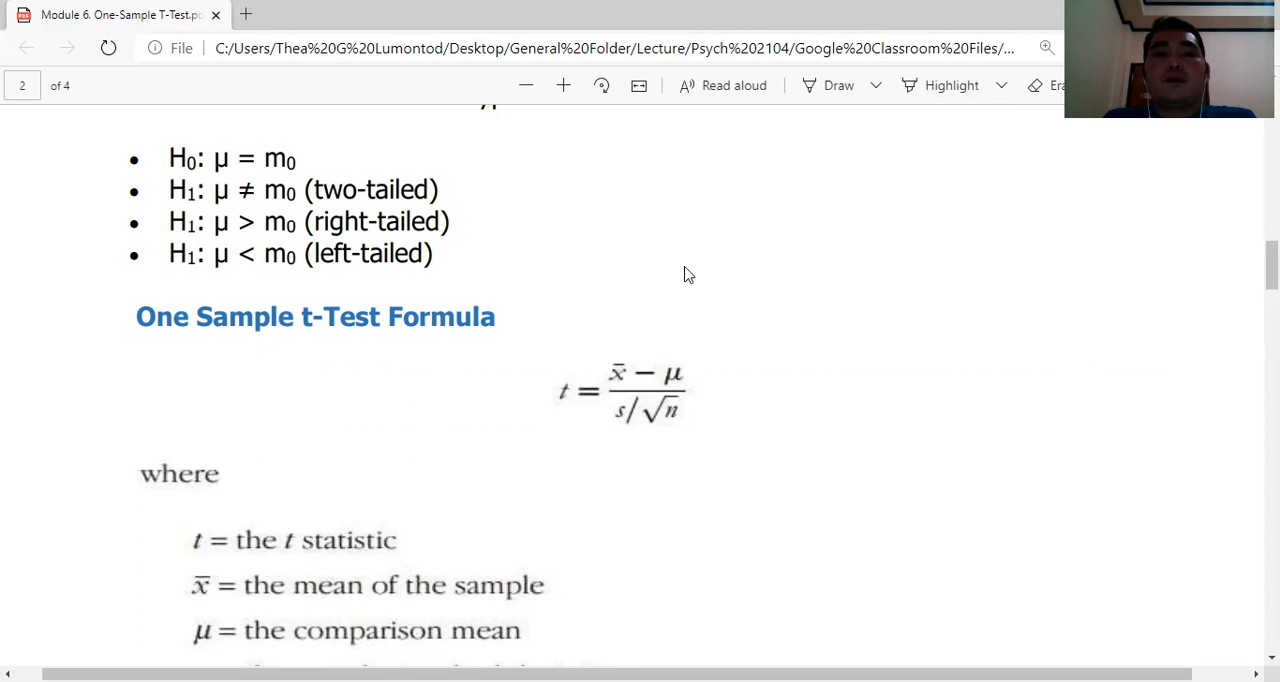 Module 6. One-Sample T-Test.pd
File
C:/Users/Thea%20G%20Lumontod/Desktop/General%20Folder/Lecture/Psych%202104/Google%20Classroom%20Files/...
2 of 4
Read aloud
Draw
Highlight
Era
• H₀: μ = m₀
• H₁: μ ≠ m₀ (two-tailed)
• H₁: μ > m₀ (right-tailed)
• H₁: μ < m₀ (left-tailed)
One Sample t-Test Formula
t = (x̄ − μ) / (s/√n)
where
t = the t statistic
x̄ = the mean of the sample
μ = the comparison mean